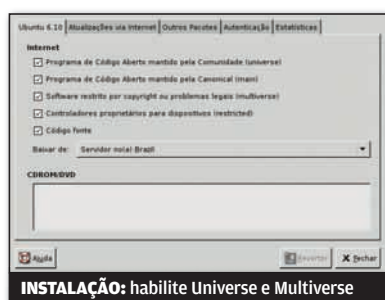 Ubuntu 6.10 Atualizações via Internet Outros Pacotes Autenticação Estatísticas
Internet
Programa de Código Aberto mantido pela Comunidade (universe)
Programa de Código Aberto mantido pela Canonical (main)
Software restrito por copyright ou problemas legais (multiverse)
Controladores proprietários para dispositivos (restricted)
Código fonte
Baixar de: Servidor no(a) Brazil
CDROM/DVD
Ajuda Reverter Fechar
INSTALAÇÃO: habilite Universe e Multiverse